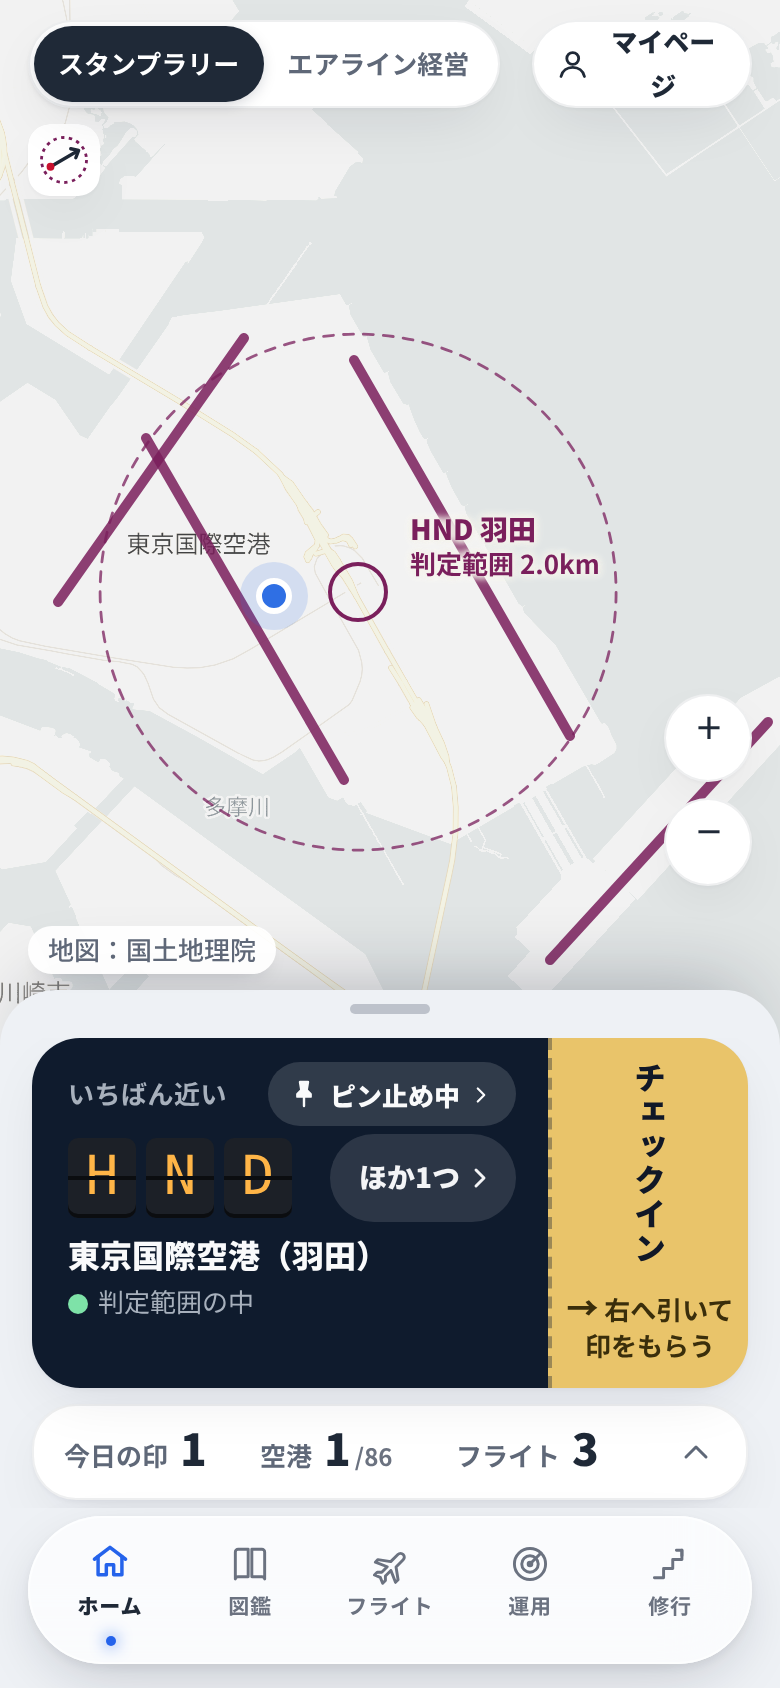 スタンプラリー
エアライン経営
マイペー
ジ
HND 羽田
判定範囲 2.0km
東京国際空港
多摩川
+
−
地図：国土地理院
川崎市
いちばん近い
ピン止め中 >
HND
ほか1つ >
東京国際空港（羽田）
判定範囲の中
チェックイン
→ 右へ引いて
印をもらう
今日の印 1 空港 1/86 フライト 3
ホーム 図鑑 フライト 運用 修行